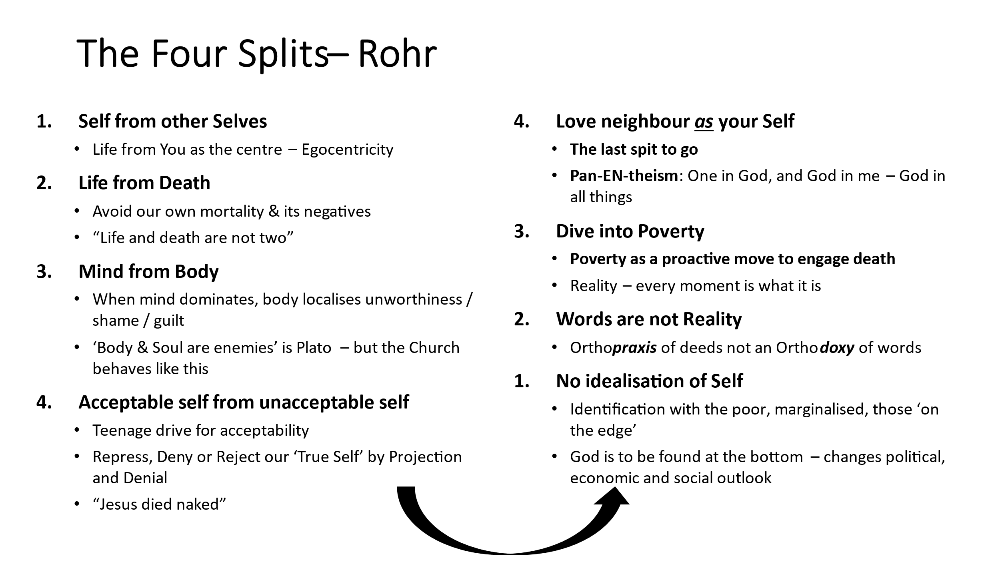 The Four Splits– Rohr
1. Self from other Selves
• Life from You as the centre – Egocentricity
2. Life from Death
• Avoid our own mortality & its negatives
• “Life and death are not two”
3. Mind from Body
• When mind dominates, body localises unworthiness /
shame / guilt
• ‘Body & Soul are enemies’ is Plato – but the Church
behaves like this
4. Acceptable self from unacceptable self
• Teenage drive for acceptability
• Repress, Deny or Reject our ‘True Self’ by Projection
and Denial
• “Jesus died naked”
4. Love neighbour as your Self
• The last spit to go
• Pan-EN-theism: One in God, and God in me – God in
all things
3. Dive into Poverty
• Poverty as a proactive move to engage death
• Reality – every moment is what it is
2. Words are not Reality
• Orthopraxis of deeds not an Orthodoxy of words
1. No idealisation of Self
• Identification with the poor, marginalised, those ‘on
the edge’
• God is to be found at the bottom – changes political,
economic and social outlook